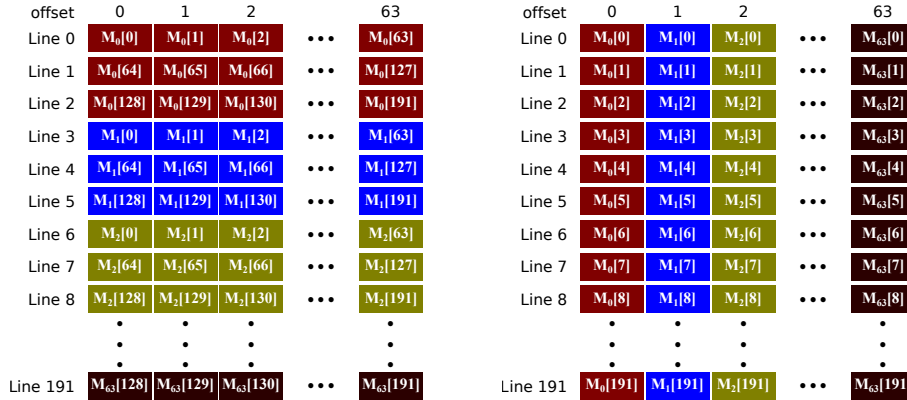 offset 0 1 2 63
Line 0 M₀[0] M₀[1] M₀[2] ••• M₀[63]
Line 1 M₀[64] M₀[65] M₀[66] ••• M₀[127]
Line 2 M₀[128] M₀[129] M₀[130] ••• M₀[191]
Line 3 M₁[0] M₁[1] M₁[2] ••• M₁[63]
Line 4 M₁[64] M₁[65] M₁[66] ••• M₁[127]
Line 5 M₁[128] M₁[129] M₁[130] ••• M₁[191]
Line 6 M₂[0] M₂[1] M₂[2] ••• M₂[63]
Line 7 M₂[64] M₂[65] M₂[66] ••• M₂[127]
Line 8 M₂[128] M₂[129] M₂[130] ••• M₂[191]
Line 191 M₆₃[128] M₆₃[129] M₆₃[130] ••• M₆₃[191]
offset 0 1 2 63
Line 0 M₀[0] M₁[0] M₂[0] ••• M₆₃[0]
Line 1 M₀[1] M₁[1] M₂[1] ••• M₆₃[1]
Line 2 M₀[2] M₁[2] M₂[2] ••• M₆₃[2]
Line 3 M₀[3] M₁[3] M₂[3] ••• M₆₃[3]
Line 4 M₀[4] M₁[4] M₂[4] ••• M₆₃[4]
Line 5 M₀[5] M₁[5] M₂[5] ••• M₆₃[5]
Line 6 M₀[6] M₁[6] M₂[6] ••• M₆₃[6]
Line 7 M₀[7] M₁[7] M₂[7] ••• M₆₃[7]
Line 8 M₀[8] M₁[8] M₂[8] ••• M₆₃[8]
Line 191 M₀[191] M₁[191] M₂[191] ••• M₆₃[191]